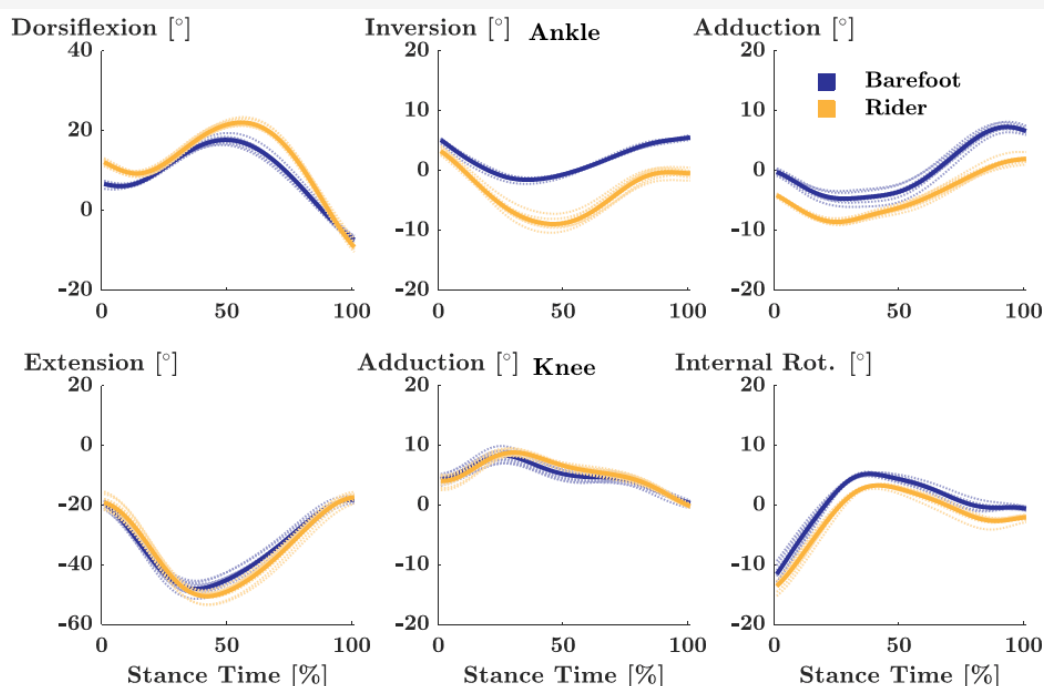 Dorsiflexion [°]
Inversion [°] Ankle
Adduction [°]
40
20
0
-20
0 50 100
20
10
0
-10
-20
0 50 100
20
10
0
-10
-20
0 50 100
Barefoot
Rider
Extension [°]
Adduction [°] Knee
Internal Rot. [°]
20
0
-20
-40
-60
0 50 100
Stance Time [%]
20
10
0
-10
-20
0 50 100
Stance Time [%]
20
10
0
-10
-20
0 50 100
Stance Time [%]